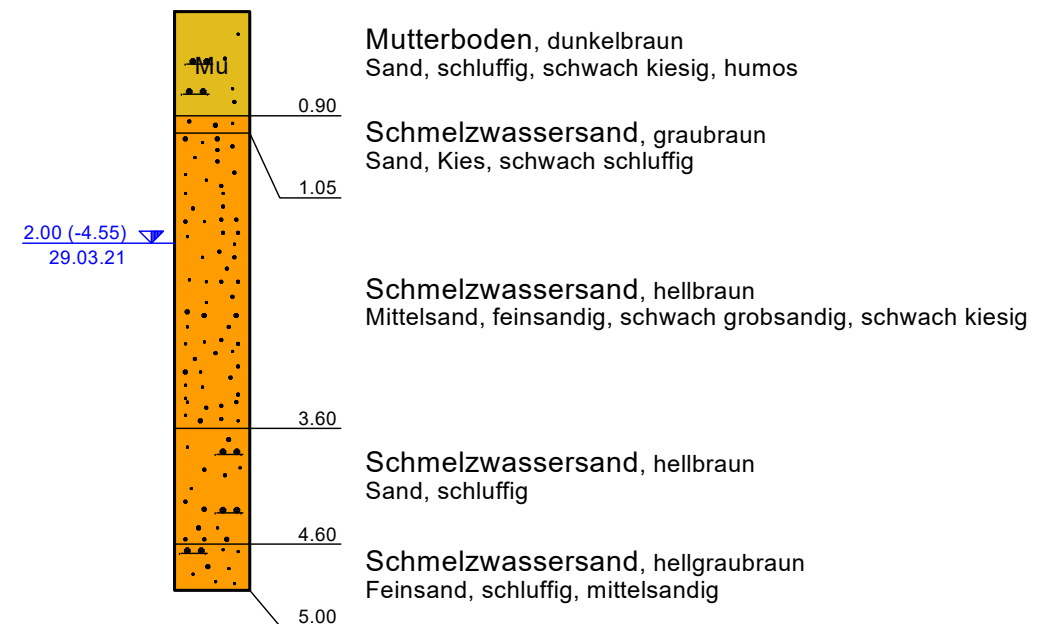 Mutterboden, dunkelbraun
Sand, schluffig, schwach kiesig, humos
Mu
0.90
Schmelzwassersand, graubraun
Sand, Kies, schwach schluffig
1.05
2.00 (-4.55)
29.03.21
Schmelzwassersand, hellbraun
Mittelsand, feinsandig, schwach grobsandig, schwach kiesig
3.60
Schmelzwassersand, hellbraun
Sand, schluffig
4.60
Schmelzwassersand, hellgraubraun
Feinsand, schluffig, mittelsandig
5.00